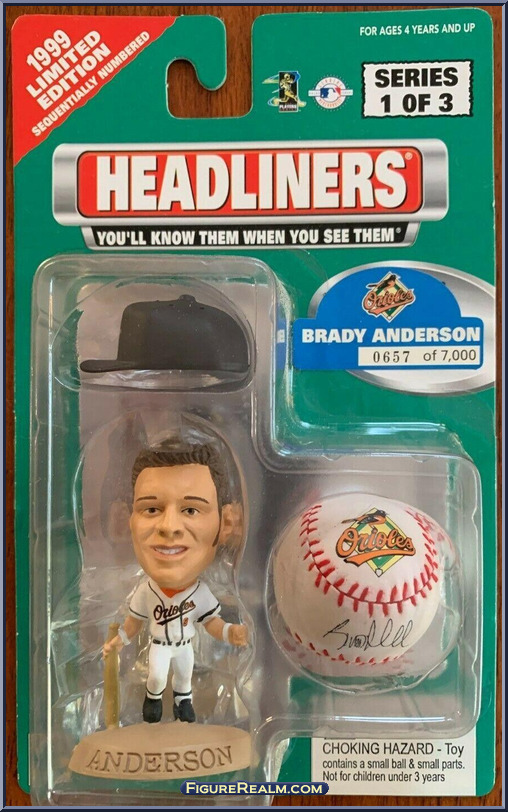 1999
LIMITED
EDITION
SEQUENTIALLY NUMBERED
FOR AGES 4 YEARS AND UP
SERIES
1 OF 3
HEADLINERS®
YOU'LL KNOW THEM WHEN YOU SEE THEM®
Orioles
BRADY ANDERSON
0657 of 7,000
Orioles
Orioles
ANDERSON
CHOKING HAZARD - Toy
contains a small ball & small parts.
Not for children under 3 years
FIGUREREALM.COM